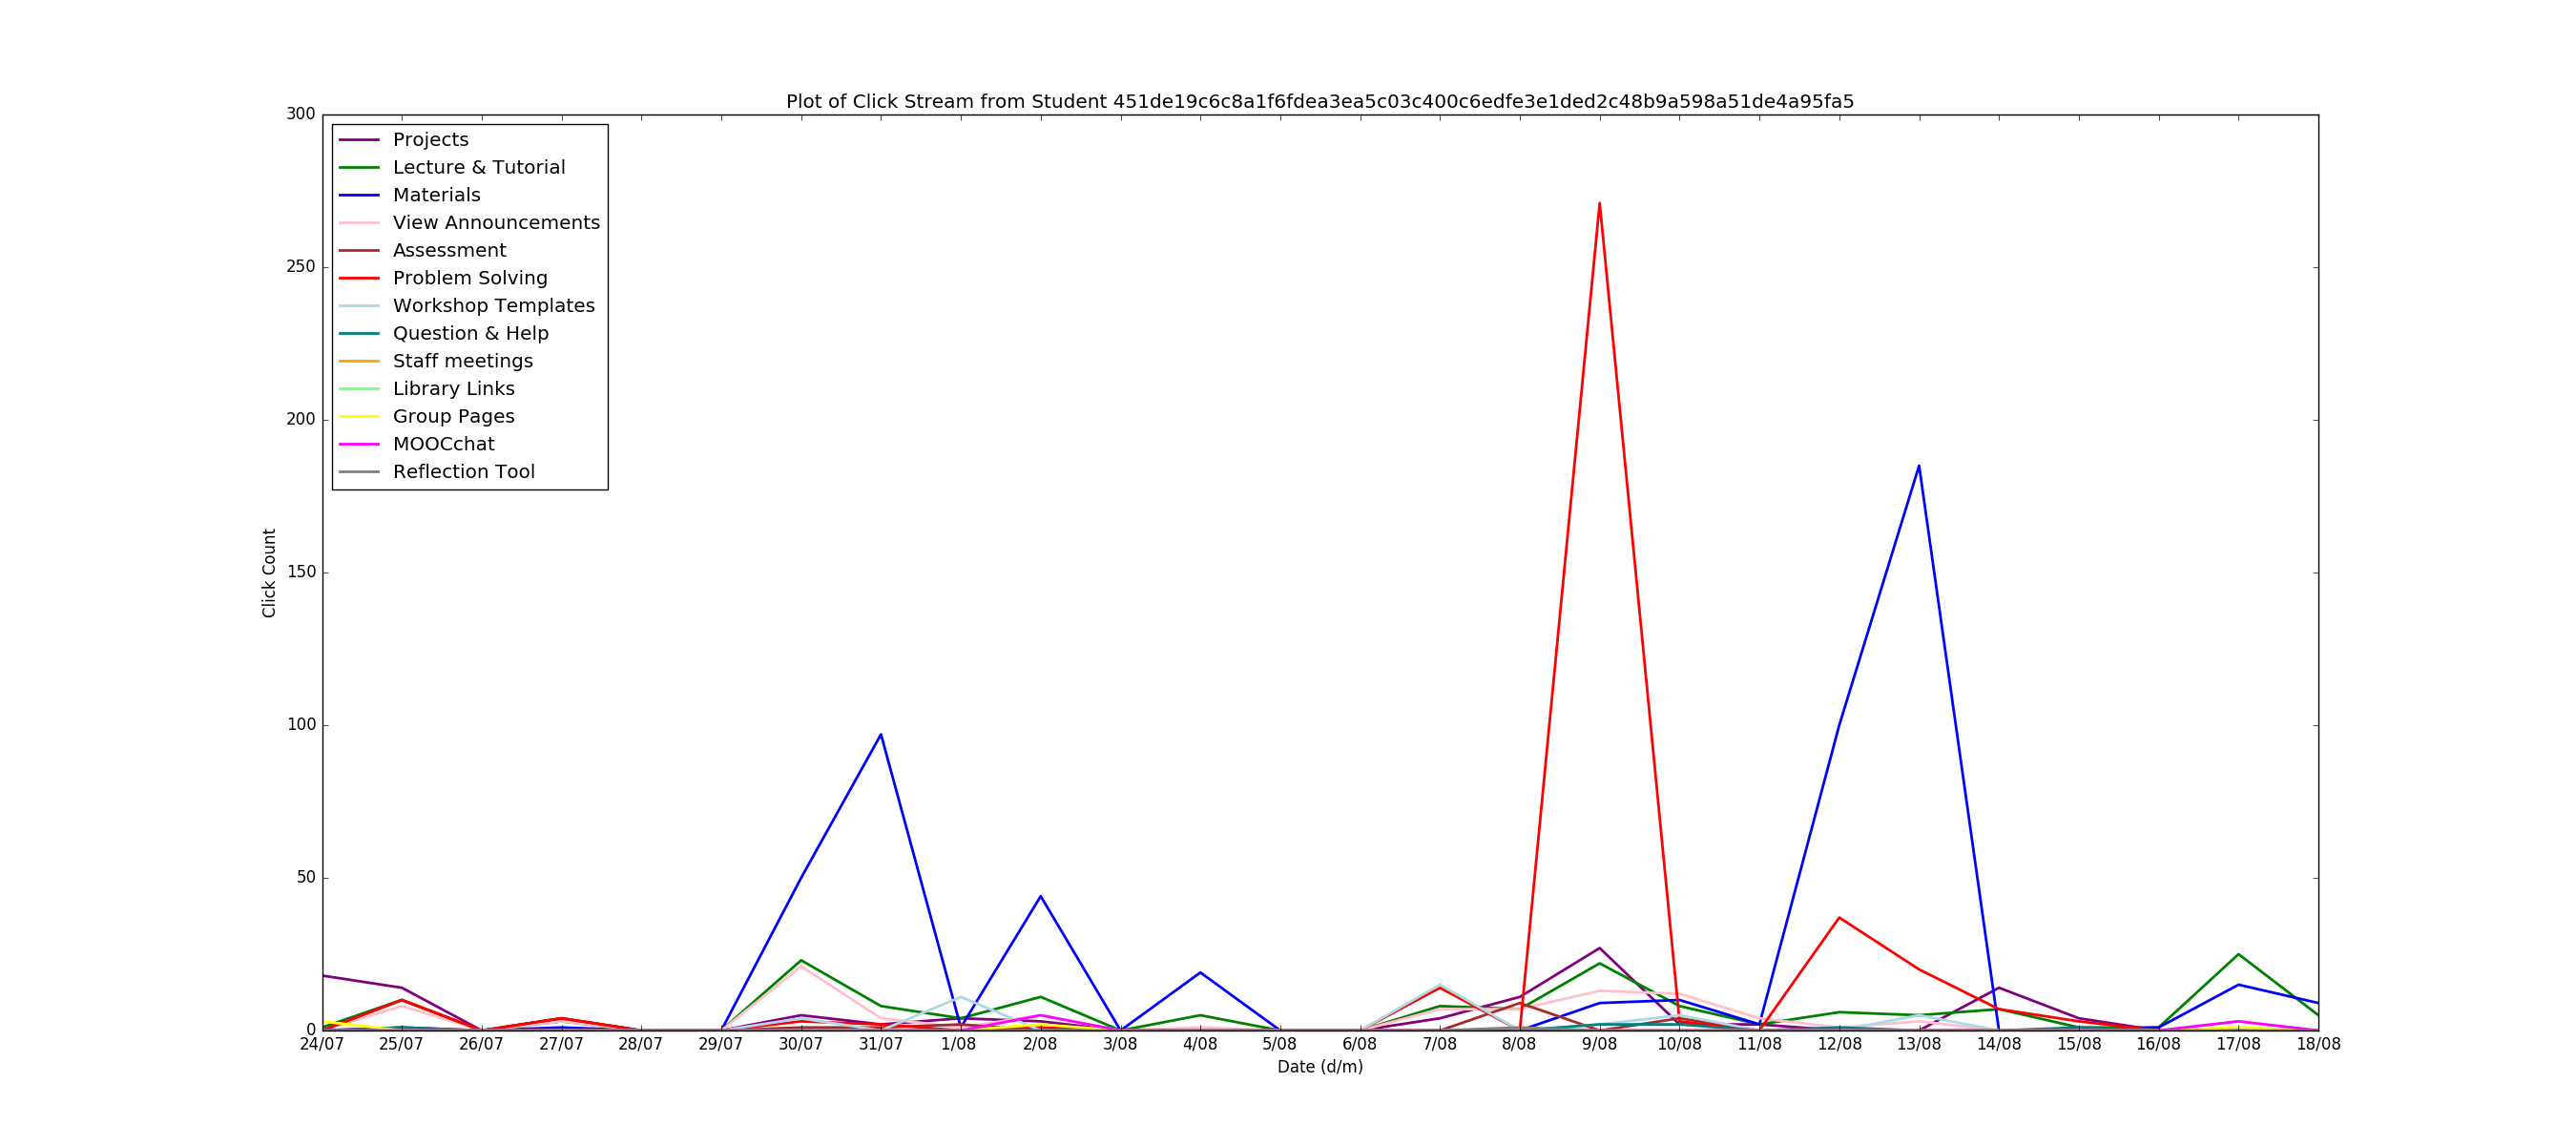 Plot of Click Stream from Student 451de19c6c8a1f6fdea3ea5c03c400c6edfe3e1ded2c48b9a598a51de4a95fa5
300
250
200
150
100
50
0
Click Count
Projects
Lecture & Tutorial
Materials
View Announcements
Assessment
Problem Solving
Workshop Templates
Question & Help
Staff meetings
Library Links
Group Pages
MOOCchat
Reflection Tool
24/07 25/07 26/07 27/07 28/07 29/07 30/07 31/07 1/08 2/08 3/08 4/08 5/08 6/08 7/08 8/08 9/08 10/08 11/08 12/08 13/08 14/08 15/08 16/08 17/08 18/08
Date (d/m)